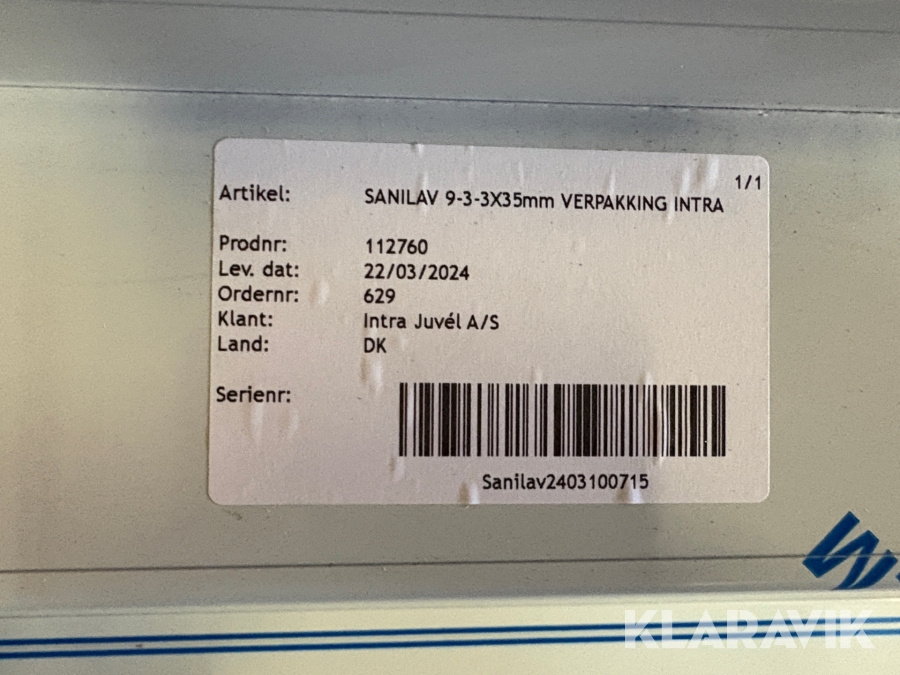 1/1
Artikel: SANILAV 9-3-3X35mm VERPAKKING INTRA
Prodnr: 112760
Lev. dat: 22/03/2024
Ordernr: 629
Klant: Intra Juvél A/S
Land: DK
Serienr:
Sanilav2403100715
KLARAVIK